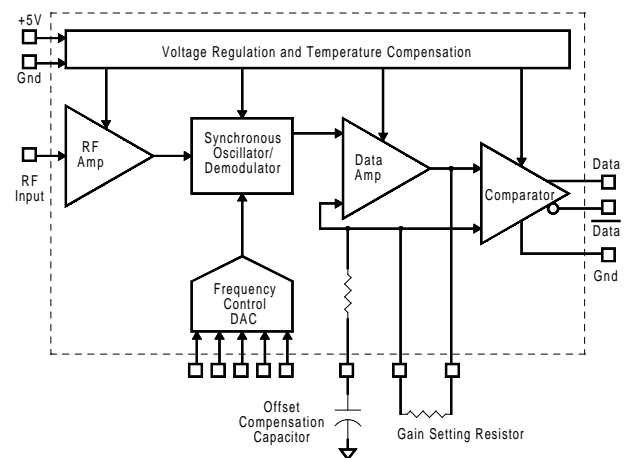 +5V
Voltage Regulation and Temperature Compensation
Gnd
RF
Amp
Synchronous
Oscillator/
Demodulator
Data
Amp
Comparator
Data
RF
Input
Data
Gnd
Frequency
Control
DAC
Offset
Compensation
Capacitor
Gain Setting Resistor